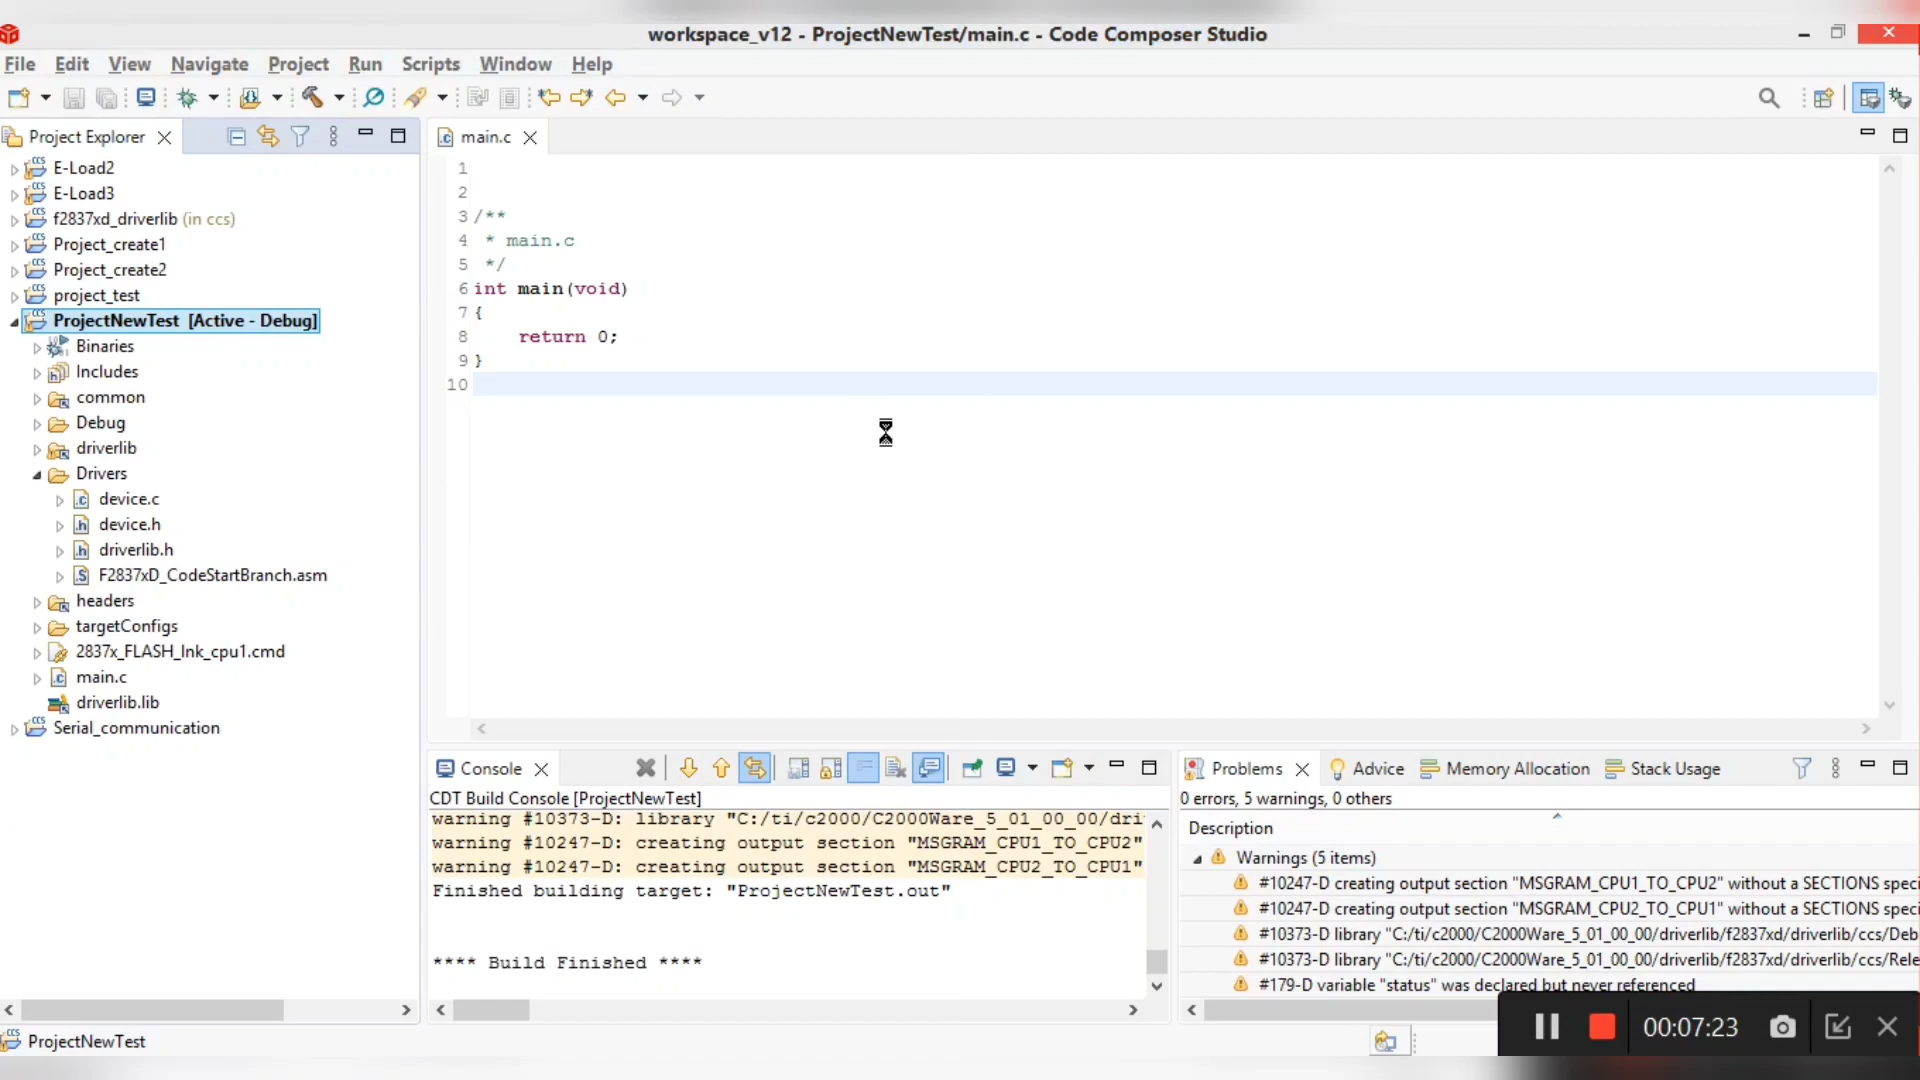 workspace_v12 - ProjectNewTest/main.c - Code Composer Studio
File Edit View Navigate Project Run Scripts Window Help
Project Explorer
E-Load2
E-Load3
f2837xd_driverlib (in ccs)
Project_create1
Project_create2
project_test
ProjectNewTest [Active - Debug]
Binaries
Includes
common
Debug
driverlib
Drivers
device.c
device.h
driverlib.h
F2837xD_CodeStartBranch.asm
headers
targetConfigs
2837x_FLASH_lnk_cpu1.cmd
main.c
driverlib.lib
Serial_communication
main.c
1
2
3 /**
4  * main.c
5  */
6 int main(void)
7 {
8     return 0;
9 }
10
Console
CDT Build Console [ProjectNewTest]
warning #10373-D: library "C:/ti/c2000/C2000Ware_5_01_00_00/dri
warning #10247-D: creating output section "MSGRAM_CPU1_TO_CPU2"
warning #10247-D: creating output section "MSGRAM_CPU2_TO_CPU1"
Finished building target: "ProjectNewTest.out"
**** Build Finished ****
Problems Advice Memory Allocation Stack Usage
0 errors, 5 warnings, 0 others
Description
Warnings (5 items)
#10247-D creating output section "MSGRAM_CPU1_TO_CPU2" without a SECTIONS speci
#10247-D creating output section "MSGRAM_CPU2_TO_CPU1" without a SECTIONS speci
#10373-D library "C:/ti/c2000/C2000Ware_5_01_00_00/driverlib/f2837xd/driverlib/ccs/Deb
#10373-D library "C:/ti/c2000/C2000Ware_5_01_00_00/driverlib/f2837xd/driverlib/ccs/Rele
#179-D variable "status" was declared but never referenced
ProjectNewTest
00:07:23